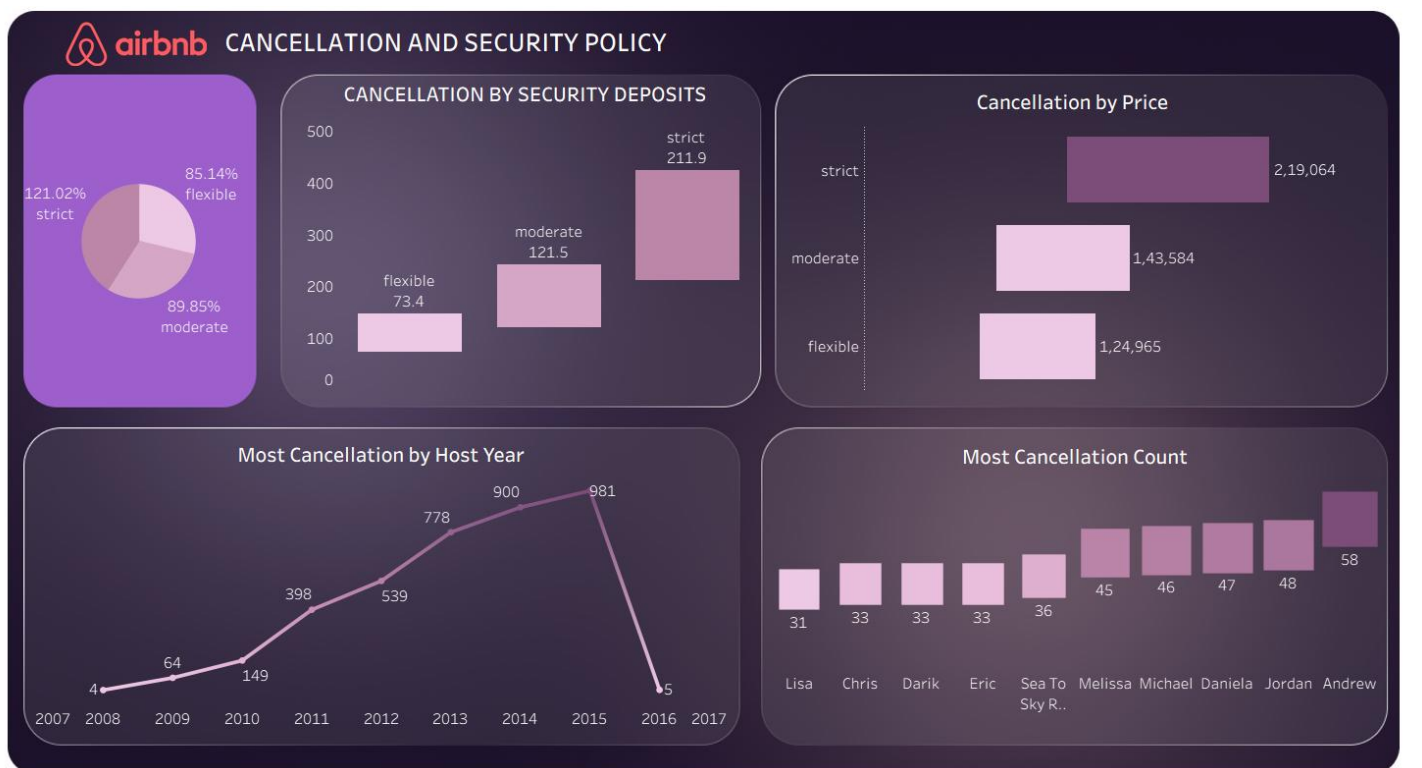 airbnb CANCELLATION AND SECURITY POLICY
85.14%
flexible
121.02%
strict
89.85%
moderate
CANCELLATION BY SECURITY DEPOSITS
500
400
300
200
100
0
flexible
73.4
moderate
121.5
strict
211.9
Cancellation by Price
strict 2,19,064
moderate 1,43,584
flexible 1,24,965
Most Cancellation by Host Year
4
64
149
398
539
778
900
981
5
2007 2008 2009 2010 2011 2012 2013 2014 2015 2016 2017
Most Cancellation Count
31 33 33 33 36 45 46 47 48 58
Lisa Chris Darik Eric Sea To Melissa Michael Daniela Jordan Andrew
Sky R..